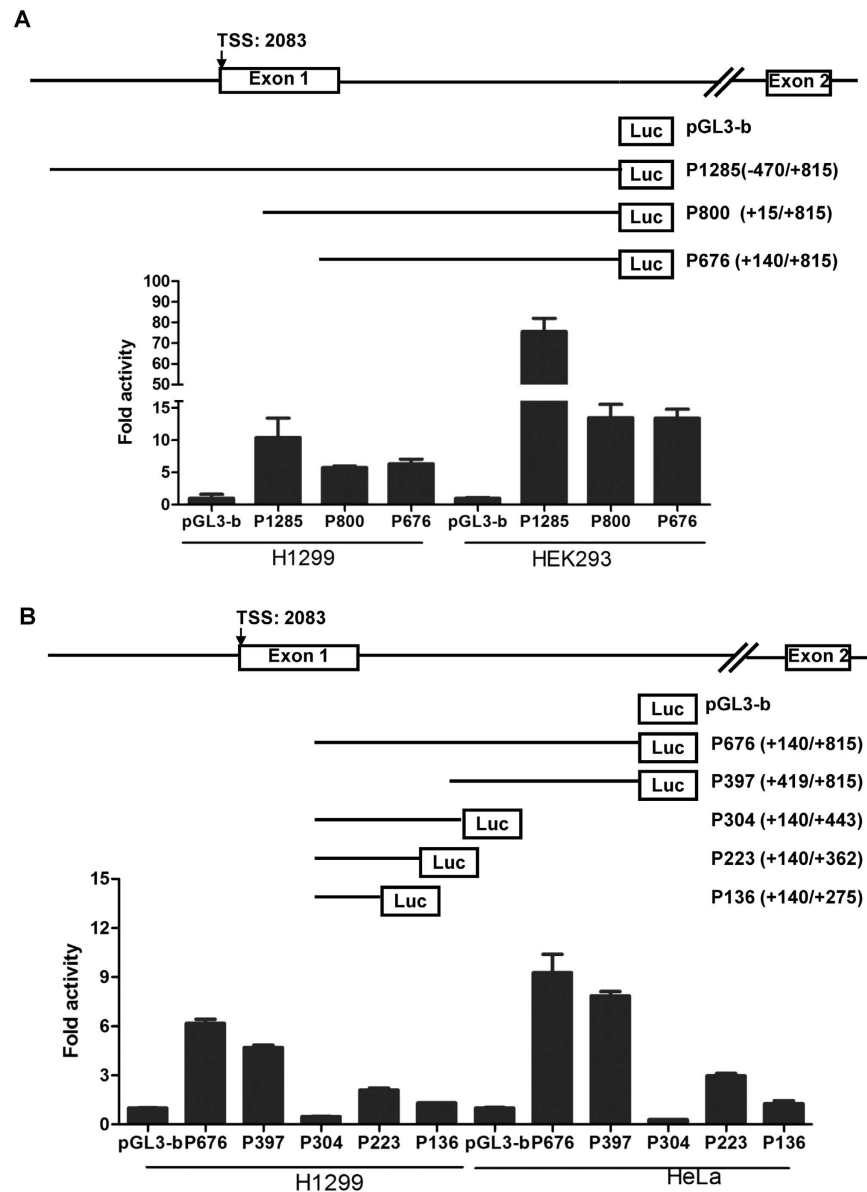 A
TSS: 2083
Exon 1
Exon 2
Luc pGL3-b
Luc P1285(-470/+815)
Luc P800 (+15/+815)
Luc P676 (+140/+815)
Fold activity
100
90
80
70
60
50
15
10
5
0
pGL3-b P1285 P800 P676 pGL3-b P1285 P800 P676
H1299 HEK293
B
TSS: 2083
Exon 1
Exon 2
Luc pGL3-b
Luc P676 (+140/+815)
Luc P397 (+419/+815)
Luc P304 (+140/+443)
Luc P223 (+140/+362)
Luc P136 (+140/+275)
Fold activity
15
12
9
6
3
0
pGL3-b P676 P397 P304 P223 P136 pGL3-b P676 P397 P304 P223 P136
H1299 HeLa